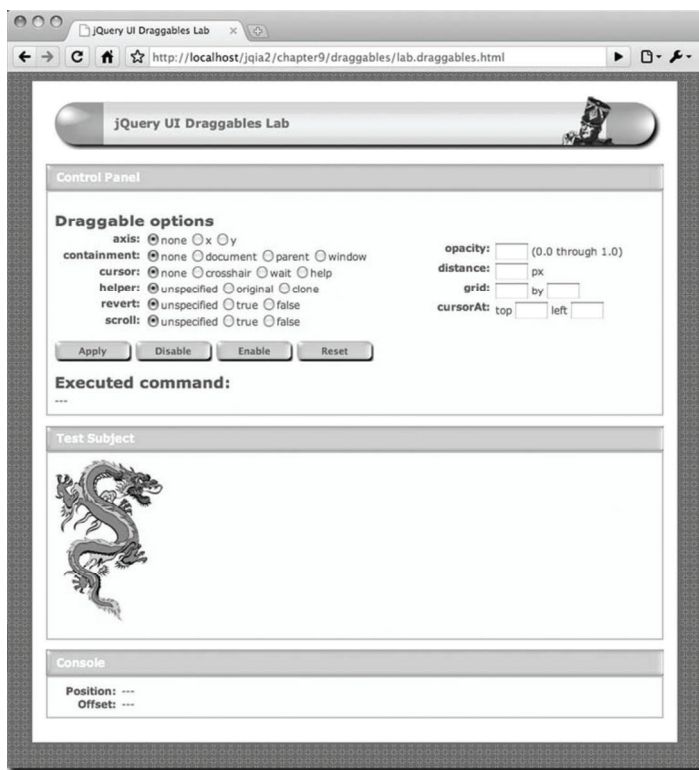 jQuery UI Draggables Lab
http://localhost/jqia2/chapter9/draggables/lab.draggables.html
jQuery UI Draggables Lab
Control Panel
Draggable options
axis: none x y
containment: none document parent window
cursor: none crosshair wait help
helper: unspecified original clone
revert: unspecified true false
scroll: unspecified true false
opacity: (0.0 through 1.0)
distance: px
grid: by
cursorAt: top left
Apply Disable Enable Reset
Executed command:
---
Test Subject
Console
Position: ---
Offset: ---